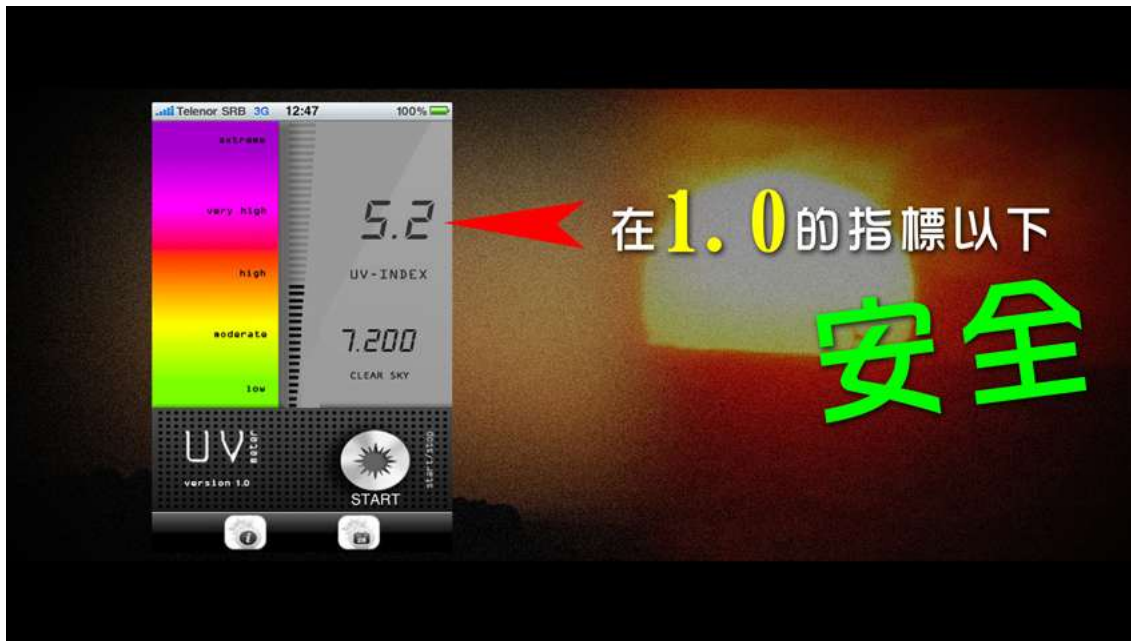 Telenor SRB 3G 12:47 100%
extreme
very high
high
moderate
low
5.2
UV-INDEX
7.200
CLEAR SKY
UV meter
version 1.0
START
start/stop
在1.0的指標以下
安全